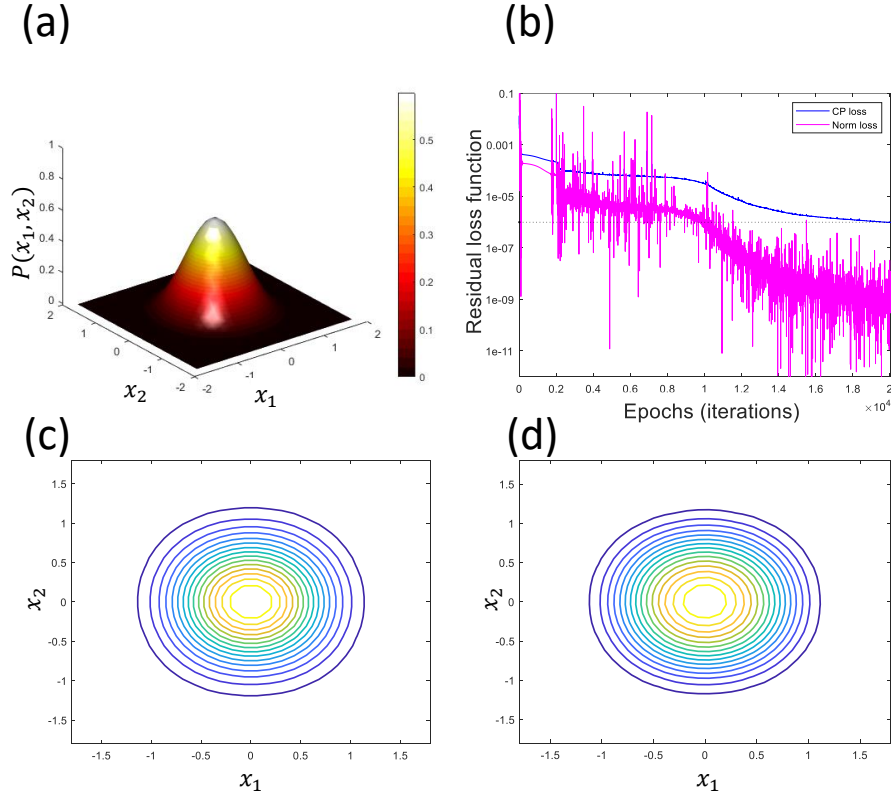 (a)
1
0.8
0.6
0.4
0.2
0
P(x₁, x₂)
2
1
0
-1
-2
x₂
-2
-1
0
1
2
x₁
0.5
0.4
0.3
0.2
0.1
0
(b)
0.1
0.001
1e-05
1e-07
1e-09
1e-11
Residual loss function
CP loss
Norm loss
0 0.2 0.4 0.6 0.8 1 1.2 1.4 1.6 1.8 2
×10⁴
Epochs (iterations)
(c)
1.5
1
0.5
0
-0.5
-1
-1.5
x₂
-1.5 -1 -0.5 0 0.5 1 1.5
x₁
(d)
1.5
1
0.5
0
-0.5
-1
-1.5
x₂
-1.5 -1 -0.5 0 0.5 1 1.5
x₁